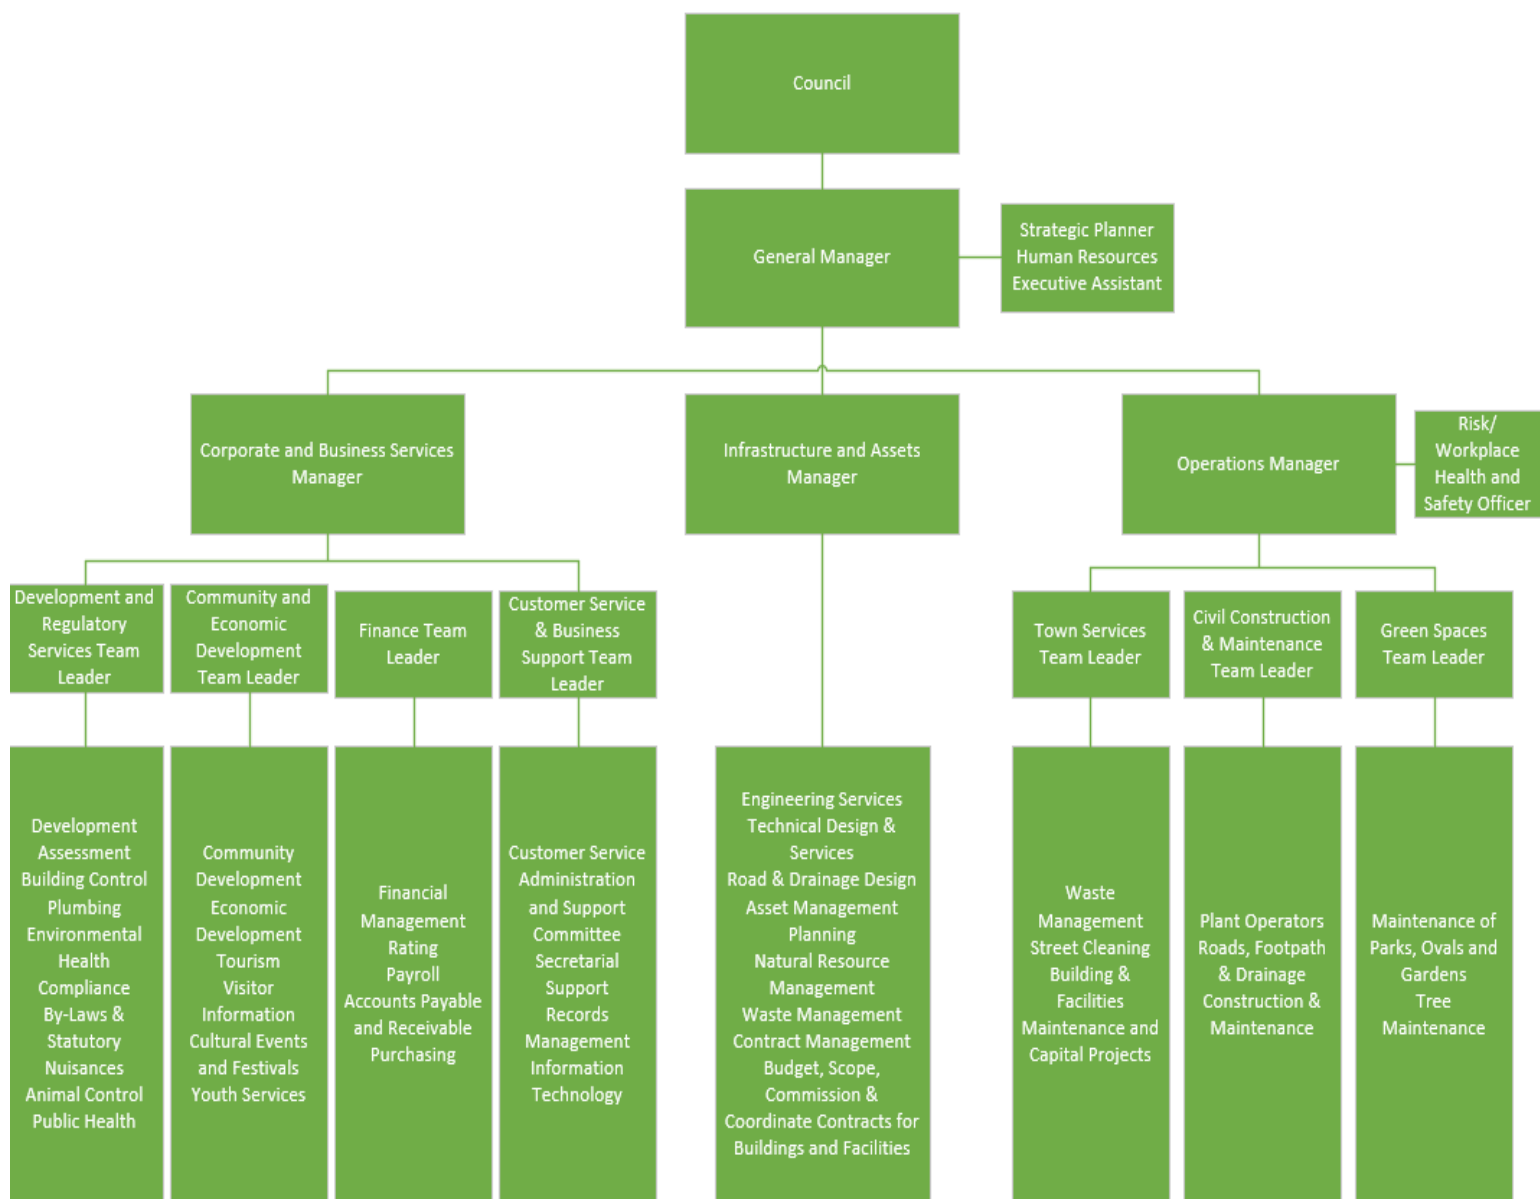 Council
General Manager
Strategic Planner
Human Resources
Executive Assistant
Corporate and Business Services
Manager
Infrastructure and Assets
Manager
Operations Manager
Risk/
Workplace
Health and
Safety Officer
Development and
Regulatory
Services Team
Leader
Community and
Economic
Development
Team Leader
Finance Team
Leader
Customer Service
& Business
Support Team
Leader
Town Services
Team Leader
Civil Construction
& Maintenance
Team Leader
Green Spaces
Team Leader
Development
Assessment
Building Control
Plumbing
Environmental
Health
Compliance
By-Laws &
Statutory
Nuisances
Animal Control
Public Health
Community
Development
Economic
Development
Tourism
Visitor
Information
Cultural Events
and Festivals
Youth Services
Financial
Management
Rating
Payroll
Accounts Payable
and Receivable
Purchasing
Customer Service
Administration
and Support
Committee
Secretarial
Support
Records
Management
Information
Technology
Engineering Services
Technical Design &
Services
Road & Drainage Design
Asset Management
Planning
Natural Resource
Management
Waste Management
Contract Management
Budget, Scope,
Commission &
Coordinate Contracts for
Buildings and Facilities
Waste
Management
Street Cleaning
Building &
Facilities
Maintenance and
Capital Projects
Plant Operators
Roads, Footpath
& Drainage
Construction &
Maintenance
Maintenance of
Parks, Ovals and
Gardens
Tree
Maintenance